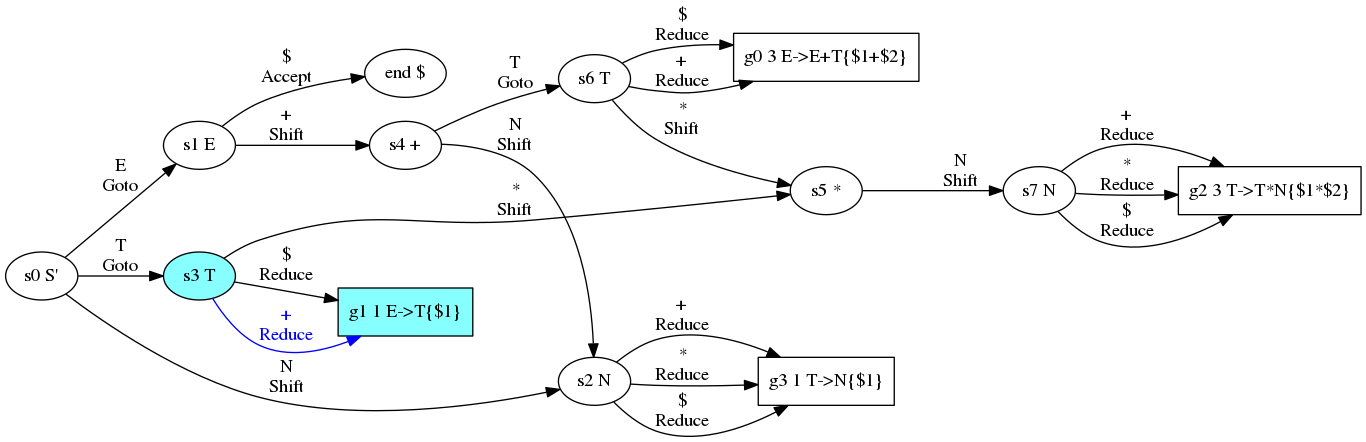 $
Reduce
T
Goto
s6 T
+
Reduce
g0 3 E->E+T{$1+$2}
$
Accept
end $
*
Shift
E
Goto
s1 E
+
Shift
s4 +
N
Shift
s5 *
N
Shift
s7 N
+
Reduce
*
Reduce
$
Reduce
g2 3 T->T*N{$1*$2}
*
Shift
s0 S'
T
Goto
s3 T
$
Reduce
+
Reduce
g1 1 E->T{$1}
N
Shift
s2 N
+
Reduce
*
Reduce
$
Reduce
g3 1 T->N{$1}